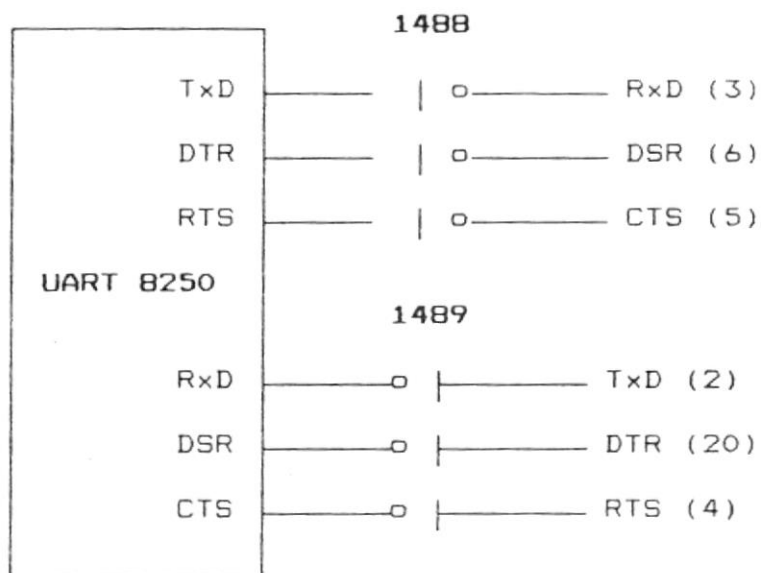 1488
TxD RxD (3)
DTR DSR (6)
RTS CTS (5)
UART 8250
1489
RxD TxD (2)
DSR DTR (20)
CTS RTS (4)